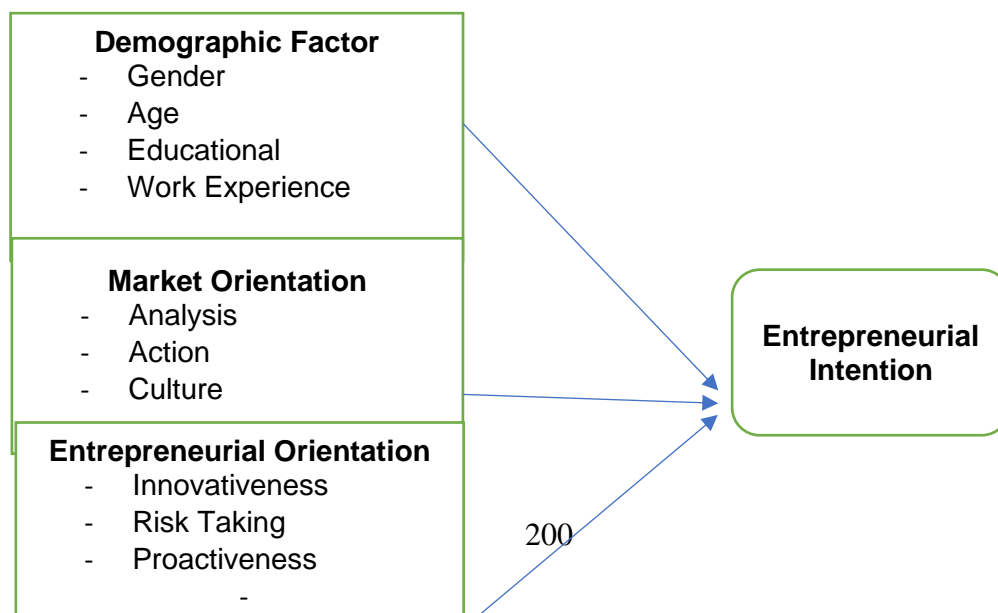 Demographic Factor
- Gender
- Age
- Educational
- Work Experience
Market Orientation
- Analysis
- Action
- Culture
Entrepreneurial Orientation
- Innovativeness
- Risk Taking
- Proactiveness
-
Entrepreneurial
Intention
200